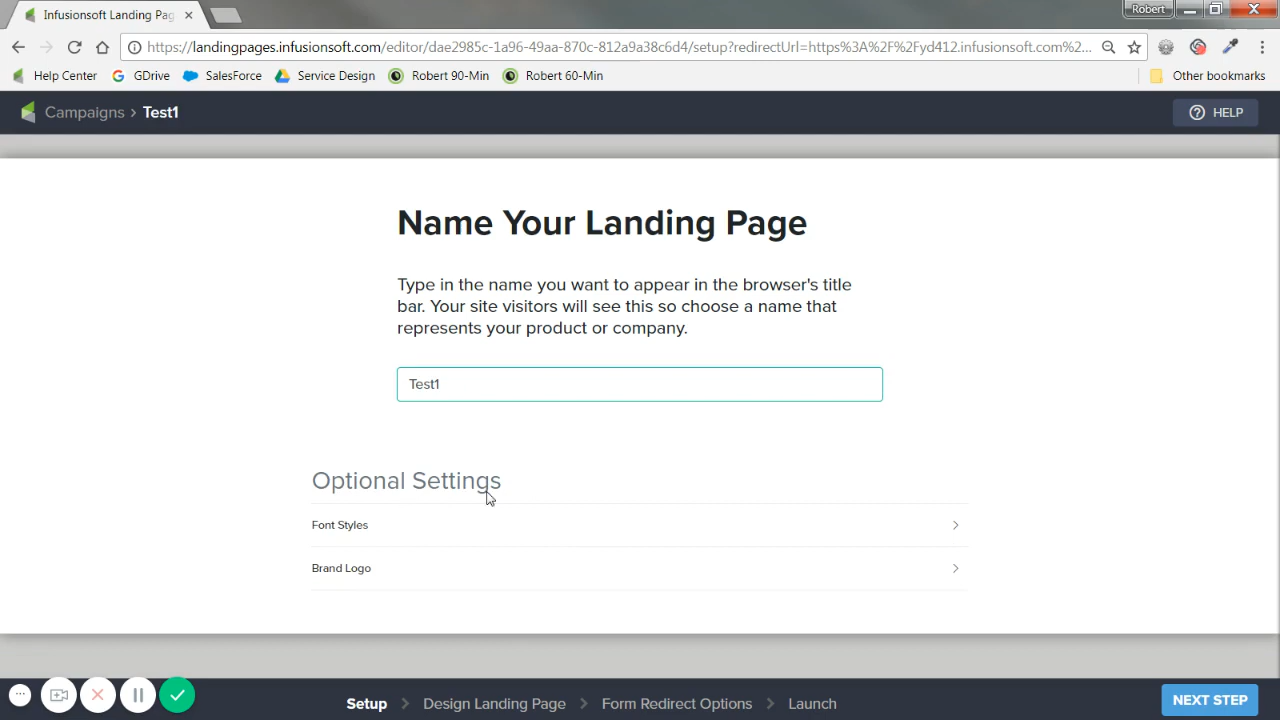 Infusionsoft Landing Pag
Robert
https://landingpages.infusionsoft.com/editor/dae2985c-1a96-49aa-870c-812a9a38c6d4/setup?redirectUrl=https%3A%2F%2Fyd412.infusionsoft.com%2...
Help Center GDrive SalesForce Service Design Robert 90-Min Robert 60-Min Other bookmarks
Campaigns > Test1
HELP
Name Your Landing Page
Type in the name you want to appear in the browser's title
bar. Your site visitors will see this so choose a name that
represents your product or company.
Test1
Optional Settings
Font Styles
Brand Logo
Setup > Design Landing Page > Form Redirect Options > Launch
NEXT STEP